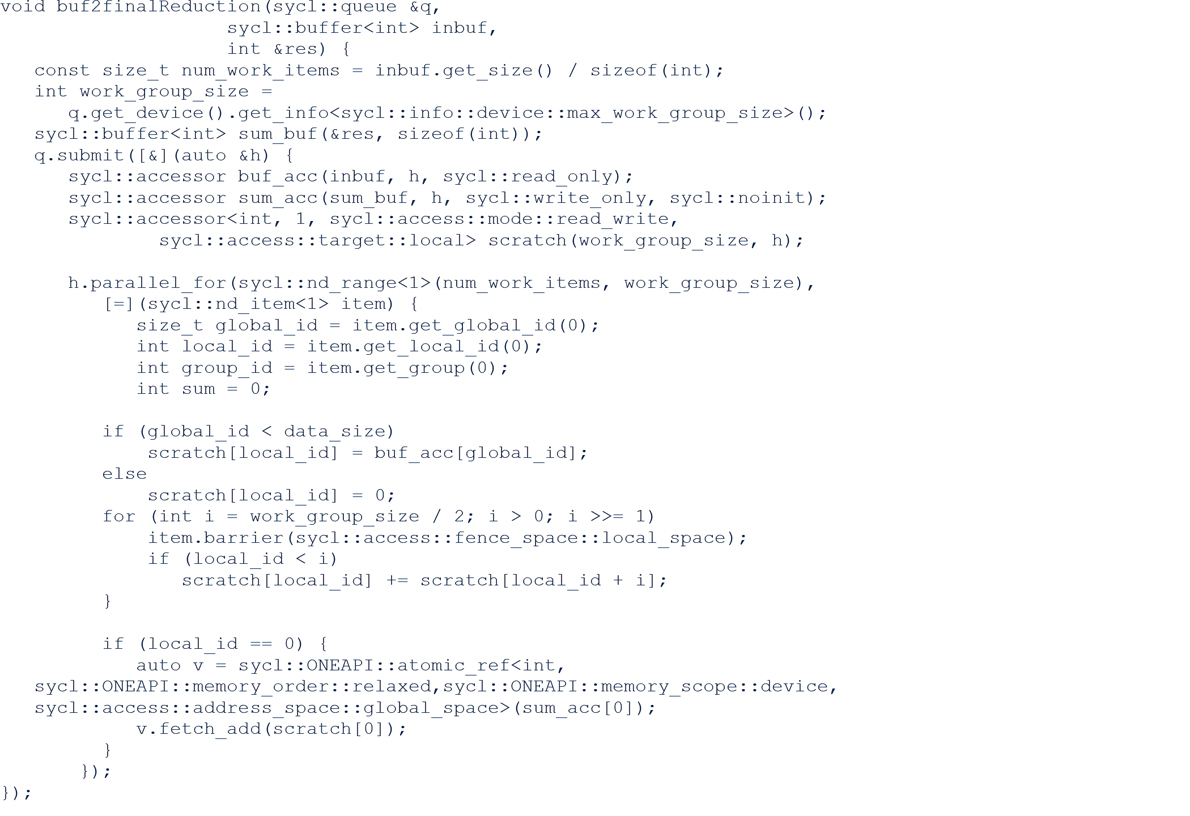 void buf2finalReduction(sycl::queue &q,
sycl::buffer<int> inbuf,
int &res) {
const size_t num_work_items = inbuf.get_size() / sizeof(int);
int work_group_size =
q.get_device().get_info<sycl::info::device::max_work_group_size>();
sycl::buffer<int> sum_buf(&res, sizeof(int));
q.submit([&](auto &h) {
sycl::accessor buf_acc(inbuf, h, sycl::read_only);
sycl::accessor sum_acc(sum_buf, h, sycl::write_only, sycl::noinit);
sycl::accessor<int, 1, sycl::access::mode::read_write,
sycl::access::target::local> scratch(work_group_size, h);
h.parallel_for(sycl::nd_range<1>(num_work_items, work_group_size),
[=](sycl::nd_item<1> item) {
size_t global_id = item.get_global_id(0);
int local_id = item.get_local_id(0);
int group_id = item.get_group(0);
int sum = 0;
if (global_id < data_size)
scratch[local_id] = buf_acc[global_id];
else
scratch[local_id] = 0;
for (int i = work_group_size / 2; i > 0; i >>= 1)
item.barrier(sycl::access::fence_space::local_space);
if (local_id < i)
scratch[local_id] += scratch[local_id + i];
}
if (local_id == 0) {
auto v = sycl::ONEAPI::atomic_ref<int,
sycl::ONEAPI::memory_order::relaxed,sycl::ONEAPI::memory_scope::device,
sycl::access::address_space::global_space>(sum_acc[0]);
v.fetch_add(scratch[0]);
}
});
});